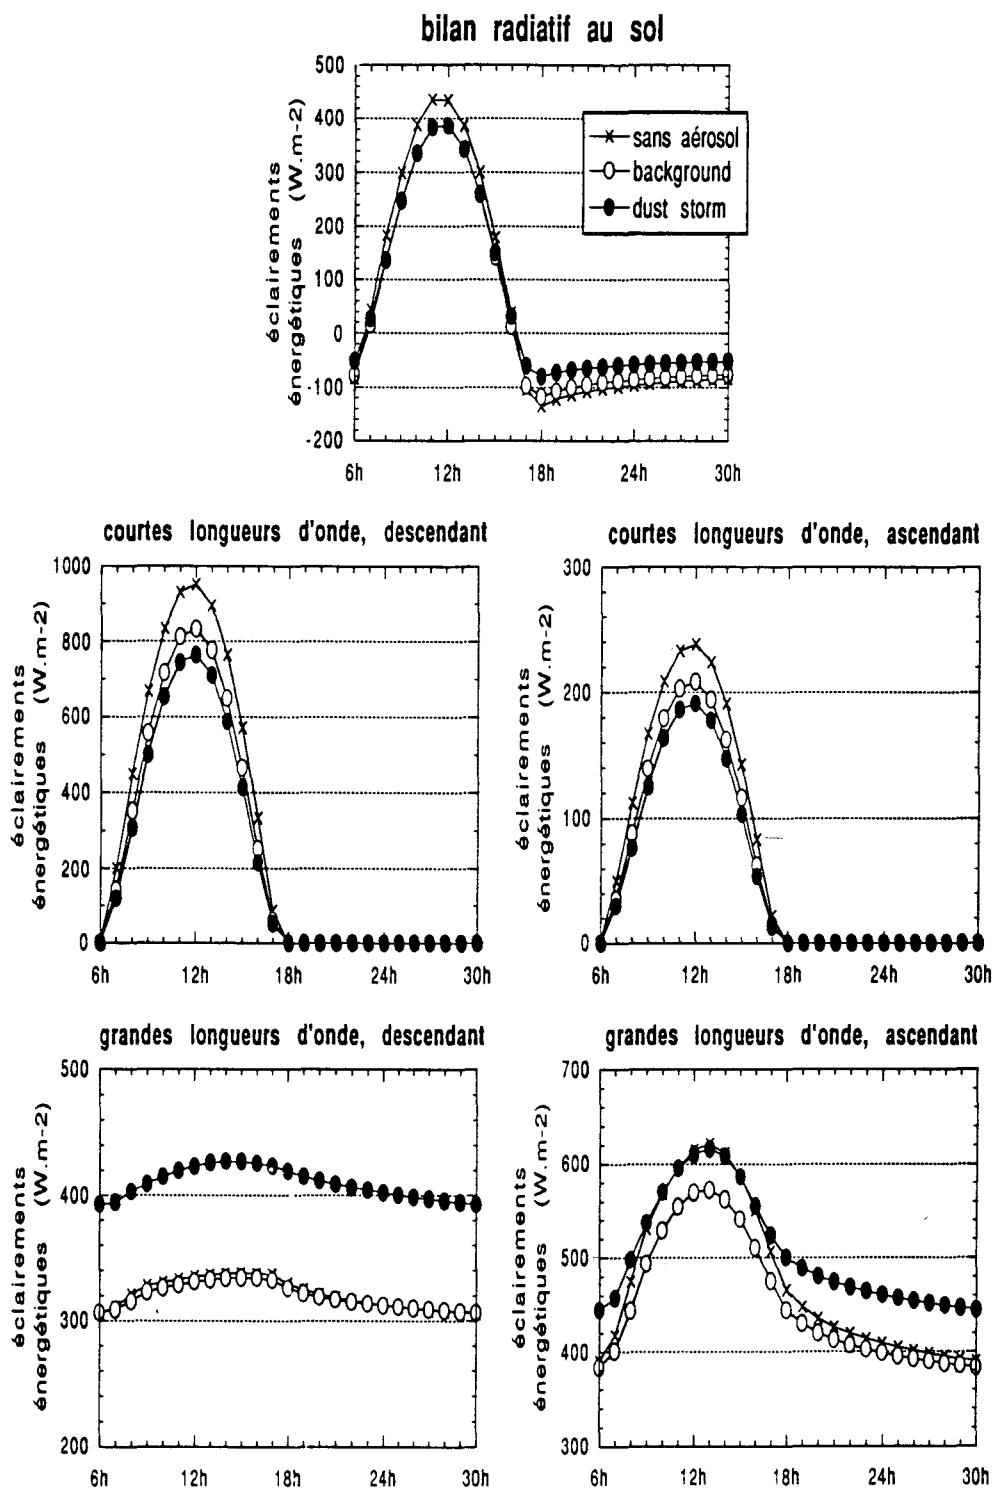 bilan radiatif au sol
éclairements
énergétiques (W.m-2)
500
400
300
200
100
0
-100
-200
6h 12h 18h 24h 30h
sans aérosol
background
dust storm
courtes longueurs d'onde, descendant
éclairements
énergétiques (W.m-2)
1000
800
600
400
200
0
6h 12h 18h 24h 30h
courtes longueurs d'onde, ascendant
éclairements
énergétiques (W.m-2)
300
200
100
0
6h 12h 18h 24h 30h
grandes longueurs d'onde, descendant
éclairements
énergétiques (W.m-2)
500
400
300
200
6h 12h 18h 24h 30h
grandes longueurs d'onde, ascendant
éclairements
énergétiques (W.m-2)
700
600
500
400
300
6h 12h 18h 24h 30h